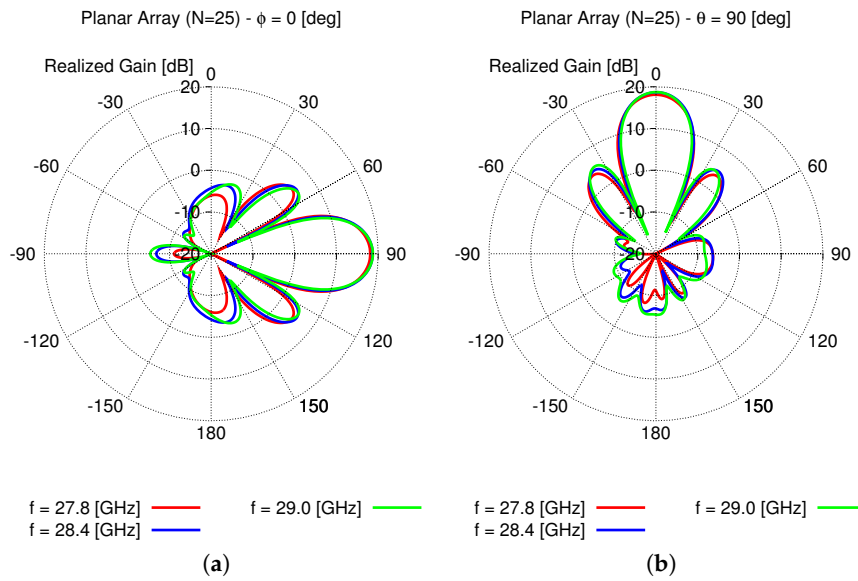 Planar Array (N=25) - ϕ = 0 [deg]
Realized Gain [dB]
0
20
-30
30
10
-60
60
0
-10
-90
-20
90
-120
120
-150
150
180
f = 27.8 [GHz]
f = 29.0 [GHz]
f = 28.4 [GHz]
(a)
Planar Array (N=25) - θ = 90 [deg]
Realized Gain [dB]
0
20
-30
30
10
-60
60
0
-10
-90
-20
90
-120
120
-150
150
180
f = 27.8 [GHz]
f = 29.0 [GHz]
f = 28.4 [GHz]
(b)